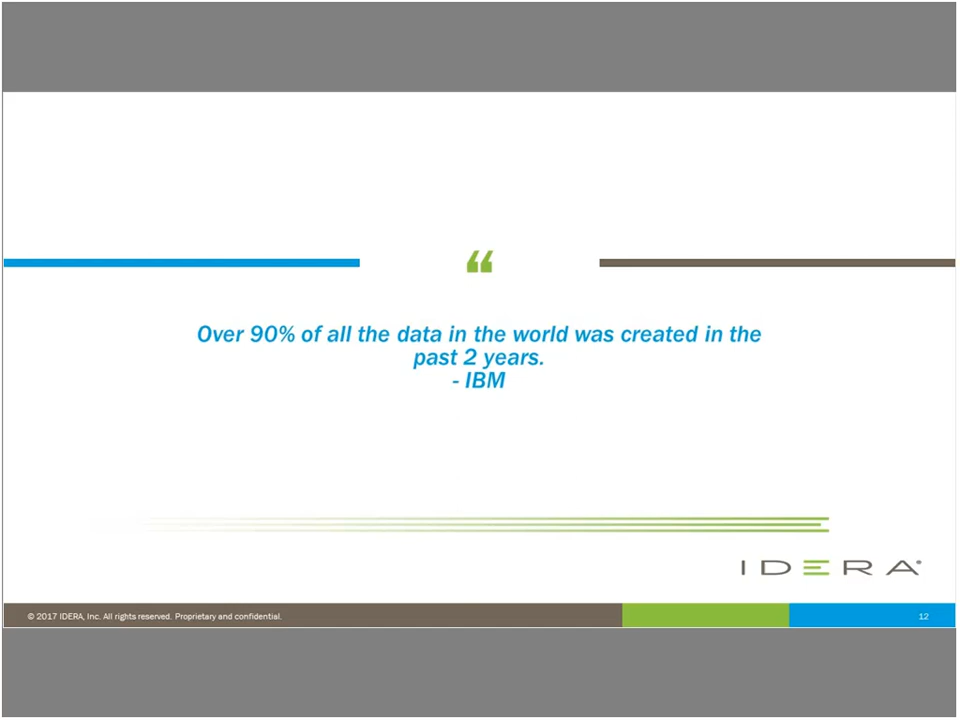 “
Over 90% of all the data in the world was created in the
past 2 years.
- IBM
IDERA®
© 2017 IDERA, Inc. All rights reserved. Proprietary and confidential.
12